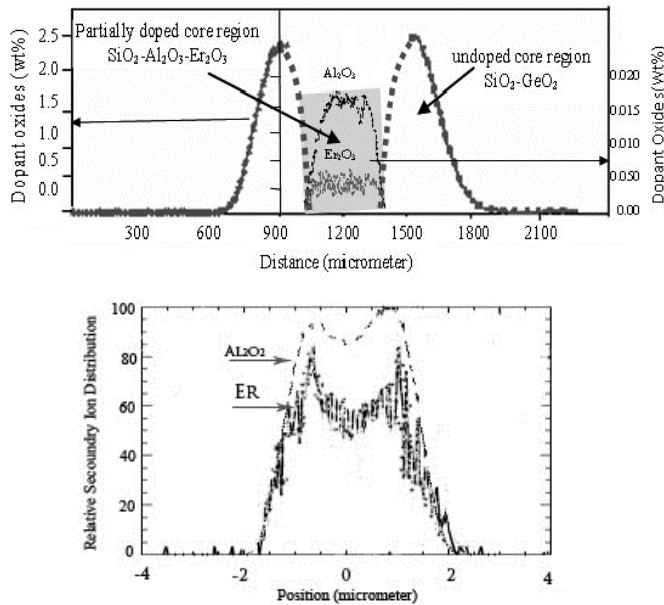 Partially doped core region
SiO2-Al2O3-Er2O3
undoped core region
SiO2-GeO2
Al2O3
Er2O3
Dopant oxides (wt%)
2.5
2.0
1.5
1.0
0.5
0.0
0.020
0.015
0.010
0.050
0.00
Dopant Oxides(Wt%)
300 600 900 1200 1500 1800 2100
Distance (micrometer)
Relative Secoundry Ion Distribution
100
80
60
40
20
0
AL2O2
ER
-4 -2 0 2 4
Position (micrometer)